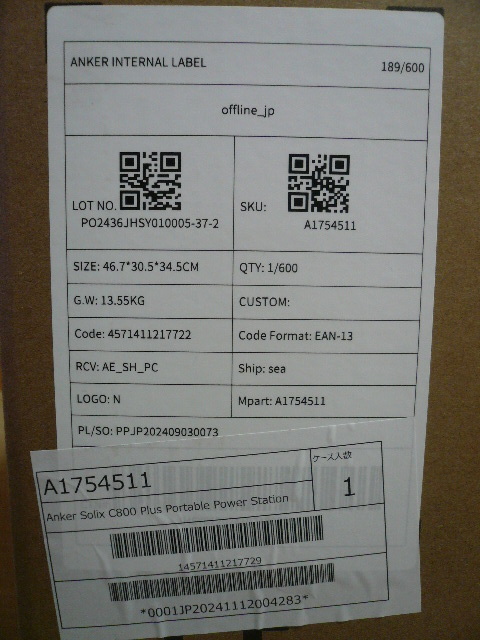 ANKER INTERNAL LABEL 189/600
offline_jp
LOT NO. SKU:
PO2436JHSY010005-37-2 A1754511
SIZE: 46.7*30.5*34.5CM QTY: 1/600
G.W: 13.55KG CUSTOM:
Code: 4571411217722 Code Format: EAN-13
RCV: AE_SH_PC Ship: sea
LOGO: N Mpart: A1754511
PL/SO: PPJP202409030073
A1754511 ケース入数
Anker Solix C800 Plus Portable Power Station 1
14571411217729
*0001JP20241112004283*